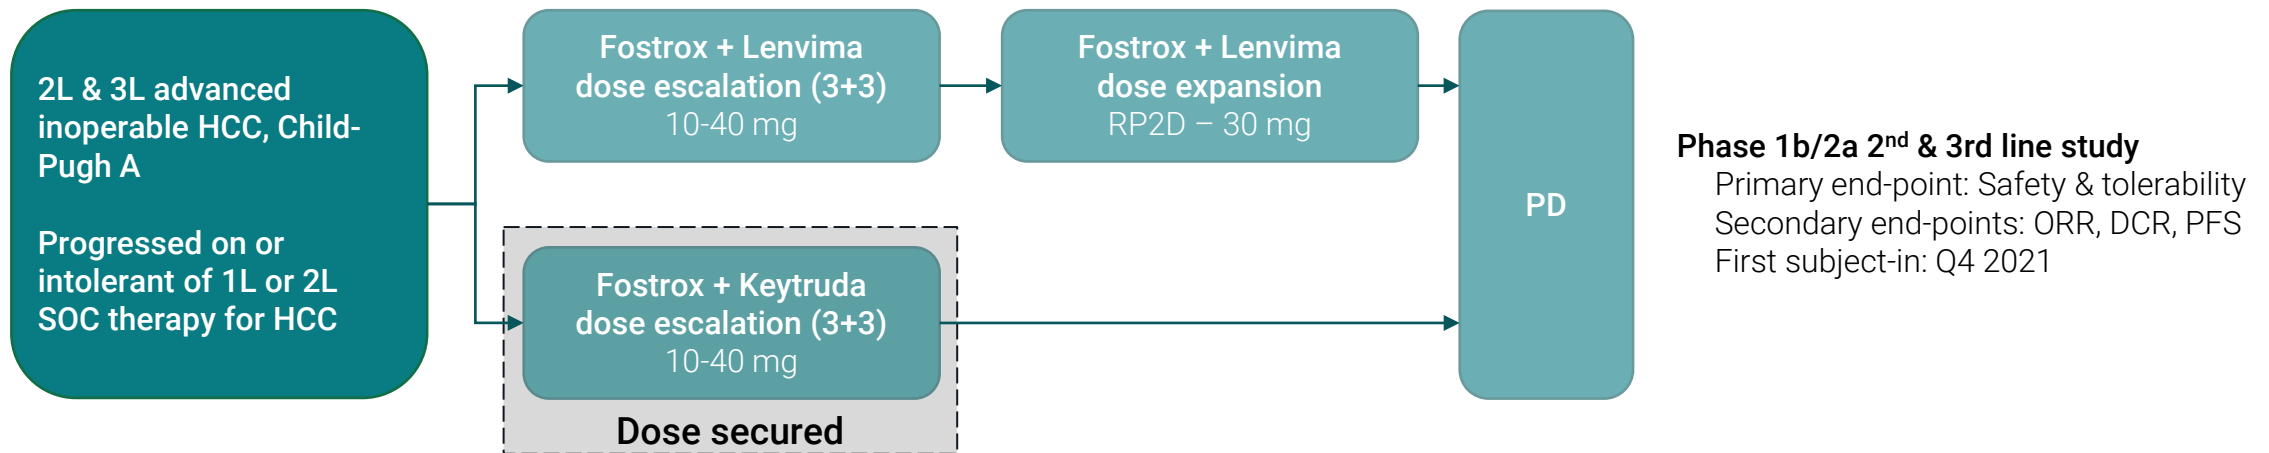 2L & 3L advanced
inoperable HCC, Child-
Pugh A
Progressed on or
intolerant of 1L or 2L
SOC therapy for HCC
Fostrox + Lenvima
dose escalation (3+3)
10-40 mg
Fostrox + Lenvima
dose expansion
RP2D – 30 mg
Fostrox + Keytruda
dose escalation (3+3)
10-40 mg
Dose secured
PD
Phase 1b/2a 2nd & 3rd line study
Primary end-point: Safety & tolerability
Secondary end-points: ORR, DCR, PFS
First subject-in: Q4 2021